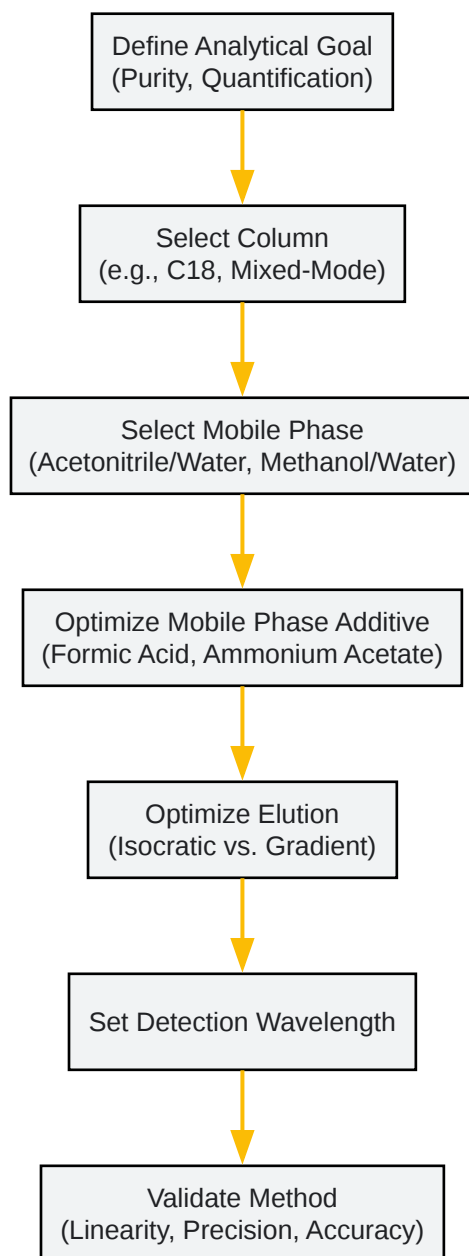 Define Analytical Goal
(Purity, Quantification)
Select Column
(e.g., C18, Mixed-Mode)
Select Mobile Phase
(Acetonitrile/Water, Methanol/Water)
Optimize Mobile Phase Additive
(Formic Acid, Ammonium Acetate)
Optimize Elution
(Isocratic vs. Gradient)
Set Detection Wavelength
Validate Method
(Linearity, Precision, Accuracy)